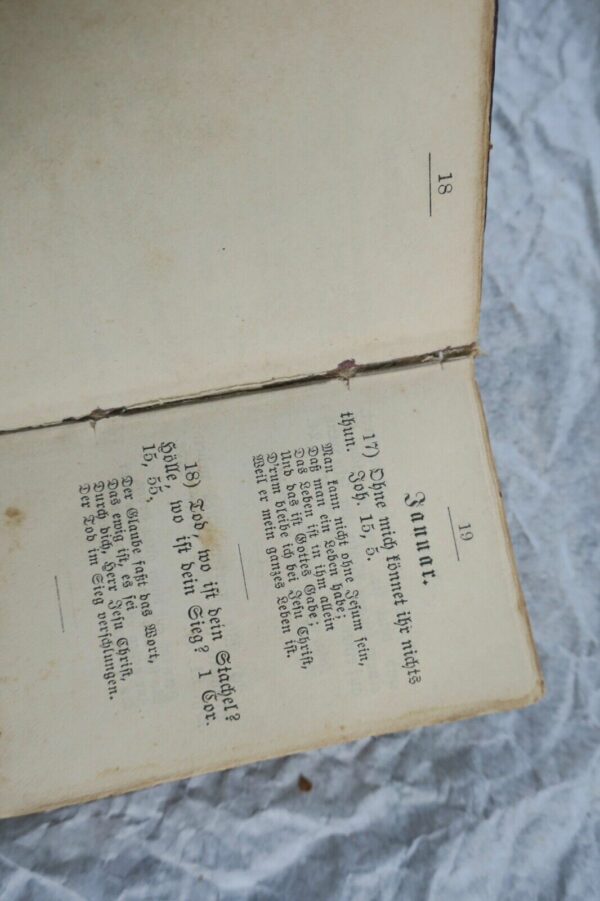 18
19
Januar.
17) Ohne mich könnet ihr nichts
thun. Joh. 15, 5.
Man kann nicht ohne Jesum sein,
Daß man ein Leben habe;
Das Leben ist in ihm allein
Und das ist Gottes Gabe;
D'rum bleibe ich bei Jesu Christ,
Weil er mein ganzes Leben ist.
18) Tod, wo ist dein Stachel?
Hölle, wo ist dein Sieg? 1 Cor.
15, 55.
Der Glaube faßt das Wort,
Das ewig ist, es sei
Durch dich, Herr Jesu Christ,
Der Tod im Sieg verschlungen.